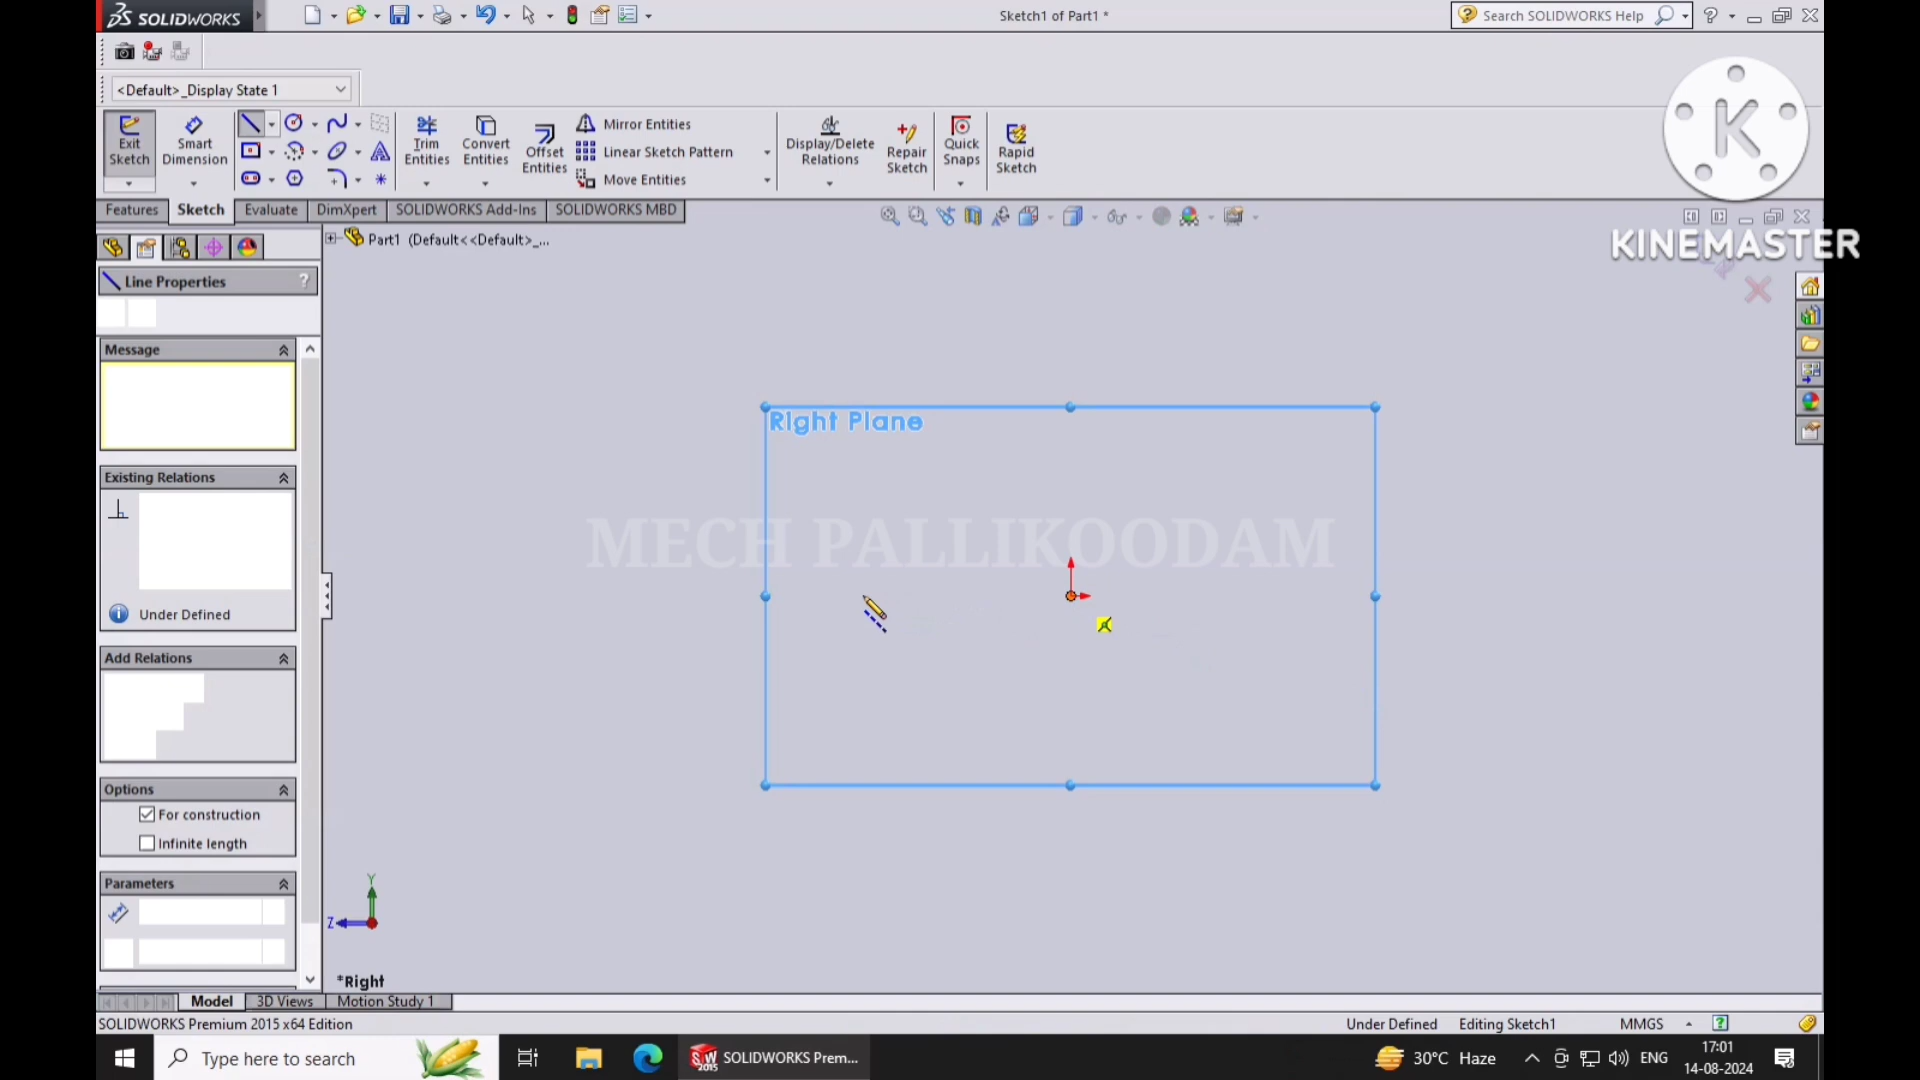 SOLIDWORKS
Sketch1 of Part1 *
Search SOLIDWORKS Help
<Default>_Display State 1
Exit Sketch
Smart Dimension
Trim Entities
Convert Entities
Offset Entities
Mirror Entities
Linear Sketch Pattern
Move Entities
Display/Delete Relations
Repair Sketch
Quick Snaps
Rapid Sketch
K
KINEMASTER
Features
Sketch
Evaluate
DimXpert
SOLIDWORKS Add-Ins
SOLIDWORKS MBD
Part1 (Default<<Default>_...
Line Properties
?
Message
Existing Relations
Under Defined
Add Relations
Options
For construction
Infinite length
Parameters
Right Plane
MECH PALLIKOODAM
Y
Z
*Right
Model
3D Views
Motion Study 1
SOLIDWORKS Premium 2015 x64 Edition
Under Defined
Editing Sketch1
MMGS
Type here to search
SW 2015
SOLIDWORKS Prem...
30°C Haze
ENG
17:01
14-08-2024